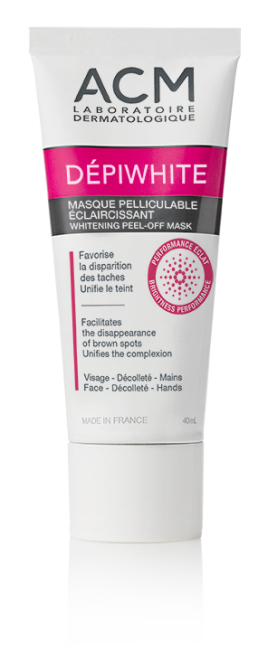 ACM
LABORATOIRE
DERMATOLOGIQUE
DÉPIWHITE
MASQUE PELLICULABLE
ÉCLAIRCISSANT
WHITENING PEEL-OFF MASK
PERFORMANCE ÉCLAT
BRIGHTNESS PERFORMANCE
Favorise
la disparition
des taches
Unifie le teint
Facilitates
the disappearance
of brown spots
Unifies the complexion
Visage - Décolleté - Mains
Face - Décolleté - Hands
MADE IN FRANCE 40mL